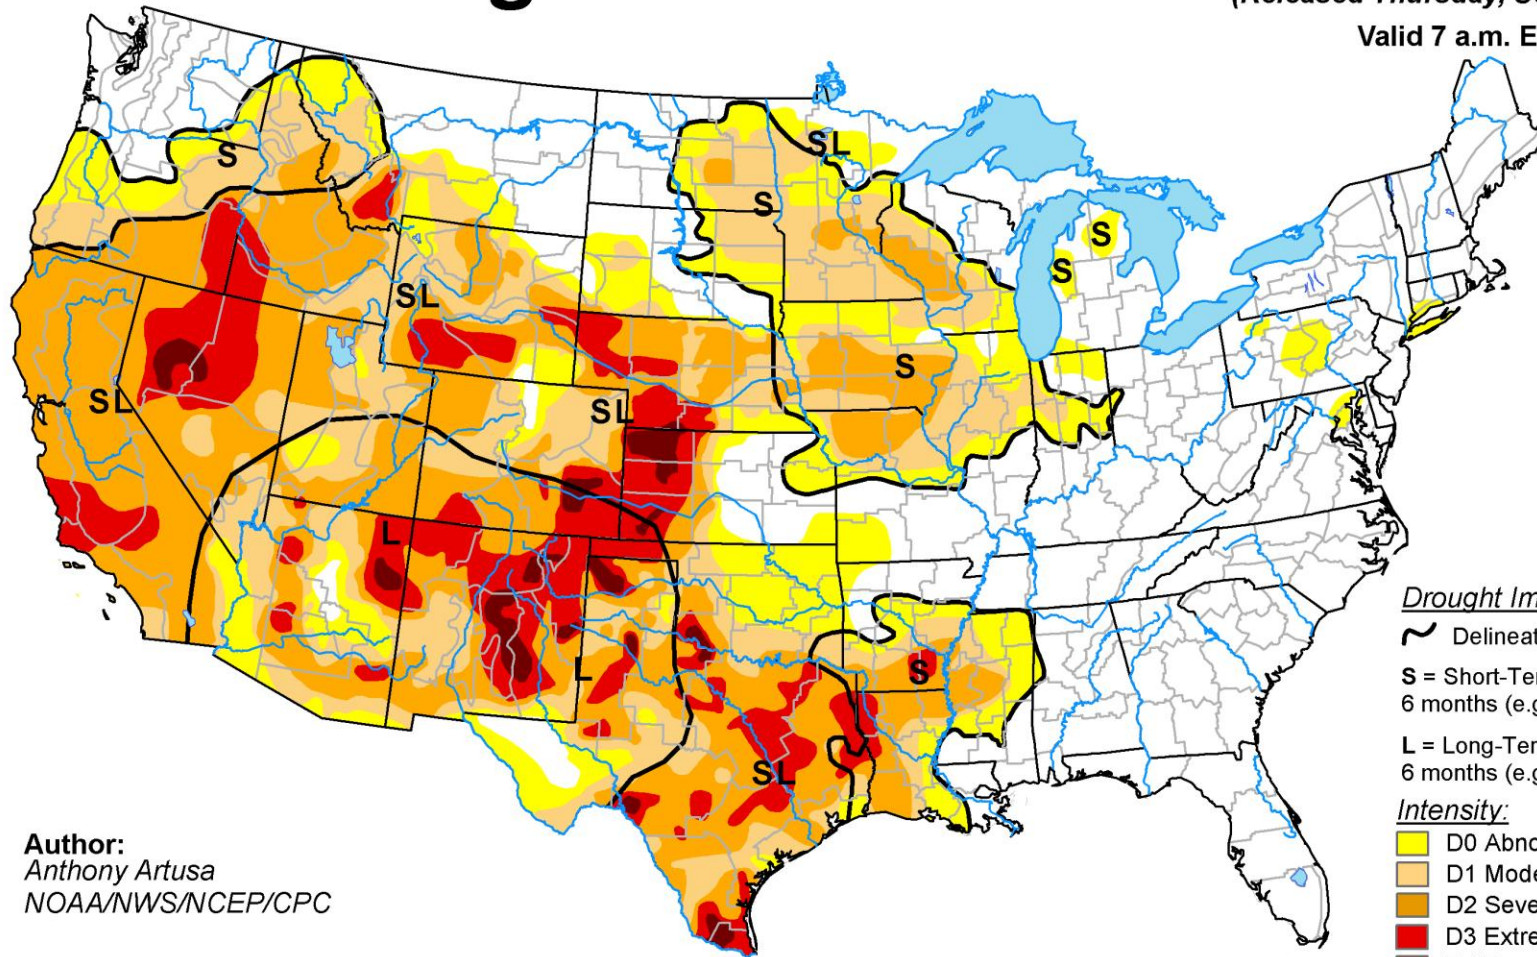 Valid 7 a.m. E
SL
S
S
S
S
SL
S
SL
SL
L
L
S
SL
Drought Im
Delineat
S = Short-Ter
6 months (e.g
L = Long-Ter
6 months (e.g
Intensity:
D0 Abno
D1 Mode
D2 Seve
D3 Extre
Author:
Anthony Artusa
NOAA/NWS/NCEP/CPC